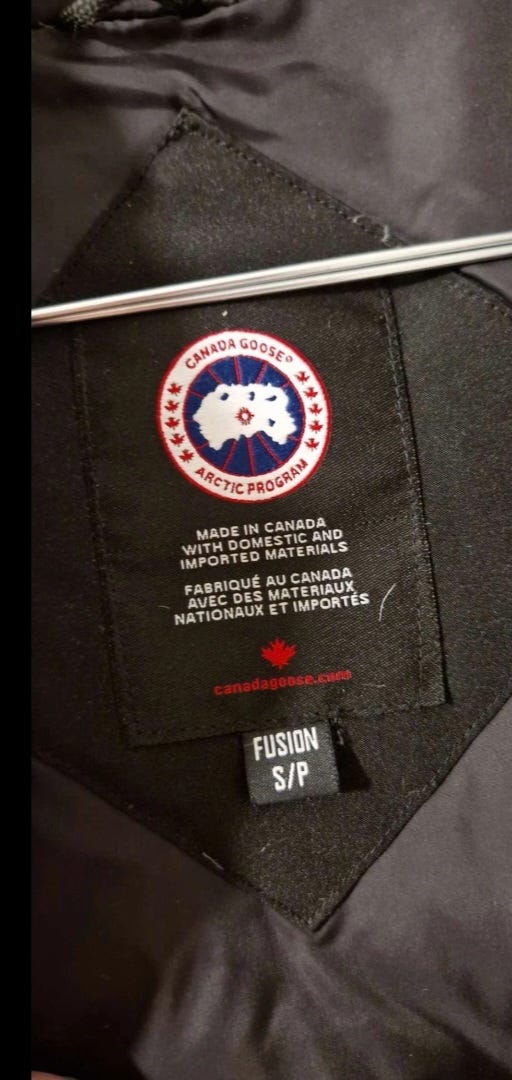 CANADA GOOSE®
ARCTIC PROGRAM
MADE IN CANADA
WITH DOMESTIC AND
IMPORTED MATERIALS
FABRIQUÉ AU CANADA
AVEC DES MATERIAUX
NATIONAUX ET IMPORTÉS
canadagoose.com
FUSION
S/P